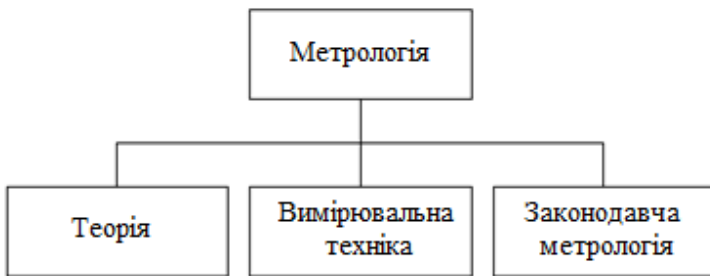 Метрологія
Теорія
Вимірювальна
техніка
Законодавча
метрологія